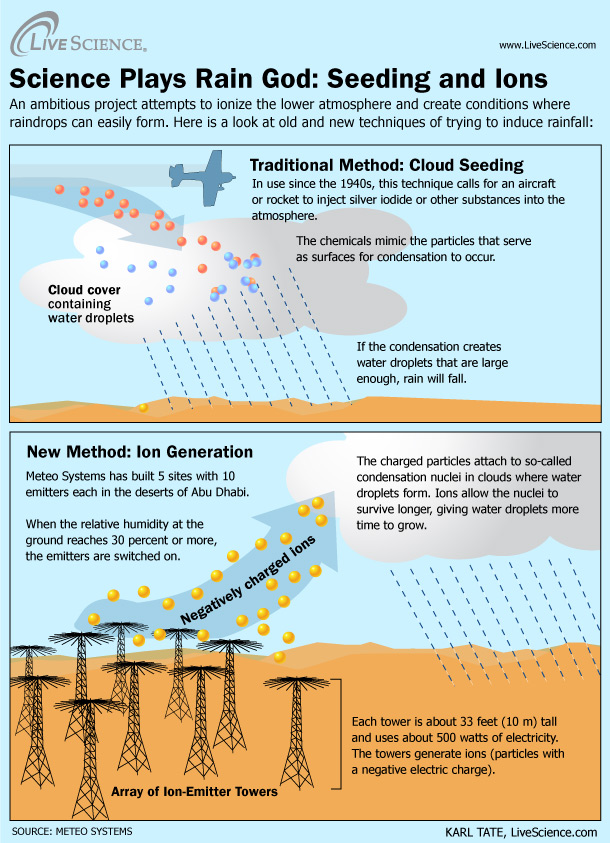 LIVESCIENCE®
www.LiveScience.com
Science Plays Rain God: Seeding and Ions
An ambitious project attempts to ionize the lower atmosphere and create conditions where
raindrops can easily form. Here is a look at old and new techniques of trying to induce rainfall:
Traditional Method: Cloud Seeding
In use since the 1940s, this technique calls for an aircraft
or rocket to inject silver iodide or other substances into the
atmosphere.
The chemicals mimic the particles that serve
as surfaces for condensation to occur.
Cloud cover
containing
water droplets
If the condensation creates
water droplets that are large
enough, rain will fall.
New Method: Ion Generation
Meteo Systems has built 5 sites with 10
emitters each in the deserts of Abu Dhabi.
When the relative humidity at the
ground reaches 30 percent or more,
the emitters are switched on.
The charged particles attach to so-called
condensation nuclei in clouds where water
droplets form. Ions allow the nuclei to
survive longer, giving water droplets more
time to grow.
Negatively charged ions
Each tower is about 33 feet (10 m) tall
and uses about 500 watts of electricity.
The towers generate ions (particles with
a negative electric charge).
Array of Ion-Emitter Towers
SOURCE: METEO SYSTEMS
KARL TATE, LiveScience.com